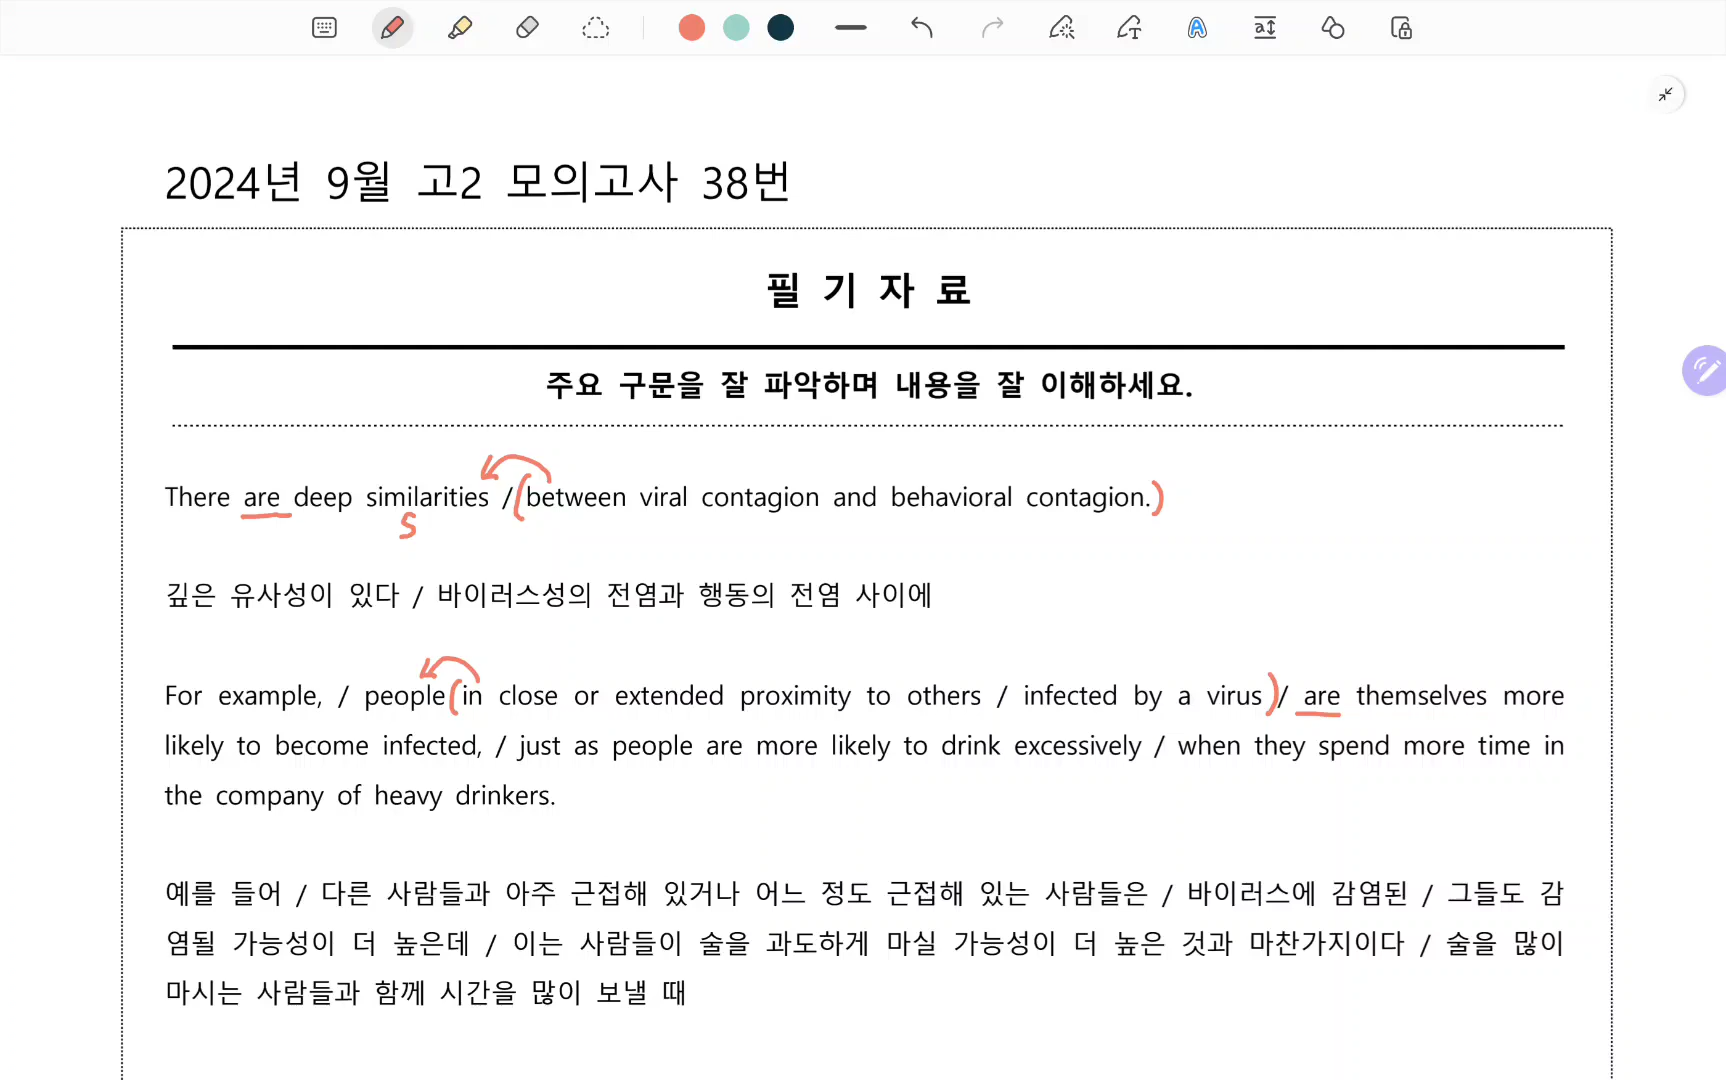 2024년 9월 고2 모의고사 38번
필 기 자 료
주요 구문을 잘 파악하며 내용을 잘 이해하세요.
There are deep similarities / (between viral contagion and behavioral contagion.)
S
깊은 유사성이 있다 / 바이러스성의 전염과 행동의 전염 사이에
For example, / people (in close or extended proximity to others / infected by a virus) / are themselves more
likely to become infected, / just as people are more likely to drink excessively / when they spend more time in
the company of heavy drinkers.
예를 들어 / 다른 사람들과 아주 근접해 있거나 어느 정도 근접해 있는 사람들은 / 바이러스에 감염된 / 그들도 감
염될 가능성이 더 높은데 / 이는 사람들이 술을 과도하게 마실 가능성이 더 높은 것과 마찬가지이다 / 술을 많이
마시는 사람들과 함께 시간을 많이 보낼 때